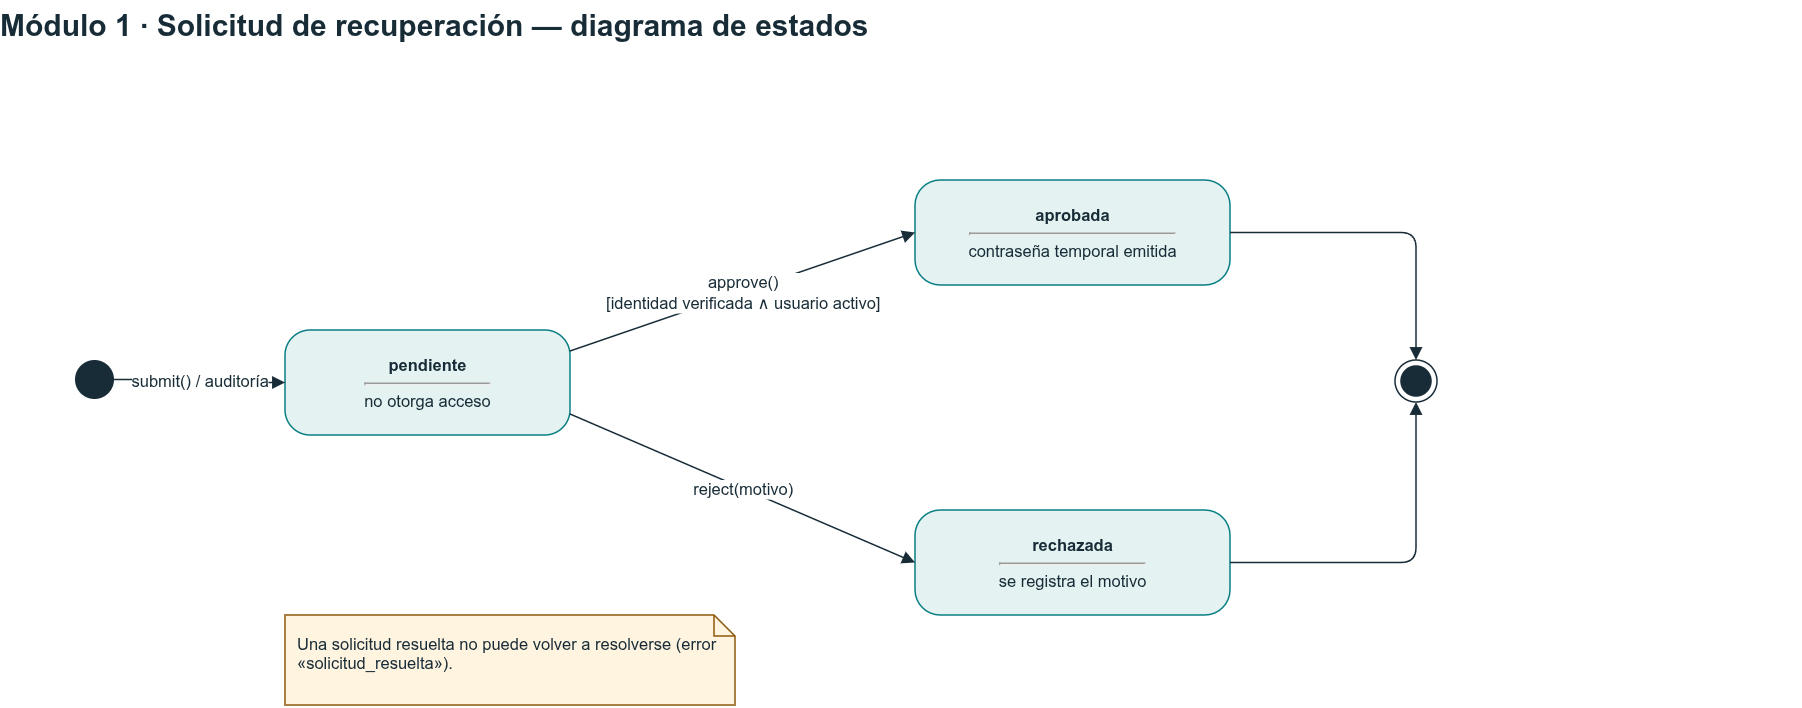 Módulo 1 · Solicitud de recuperación — diagrama de estados
aprobada
contraseña temporal emitida
approve()
[identidad verificada ∧ usuario activo]
pendiente
no otorga acceso
submit() / auditoría
reject(motivo)
rechazada
se registra el motivo
Una solicitud resuelta no puede volver a resolverse (error
«solicitud_resuelta»).